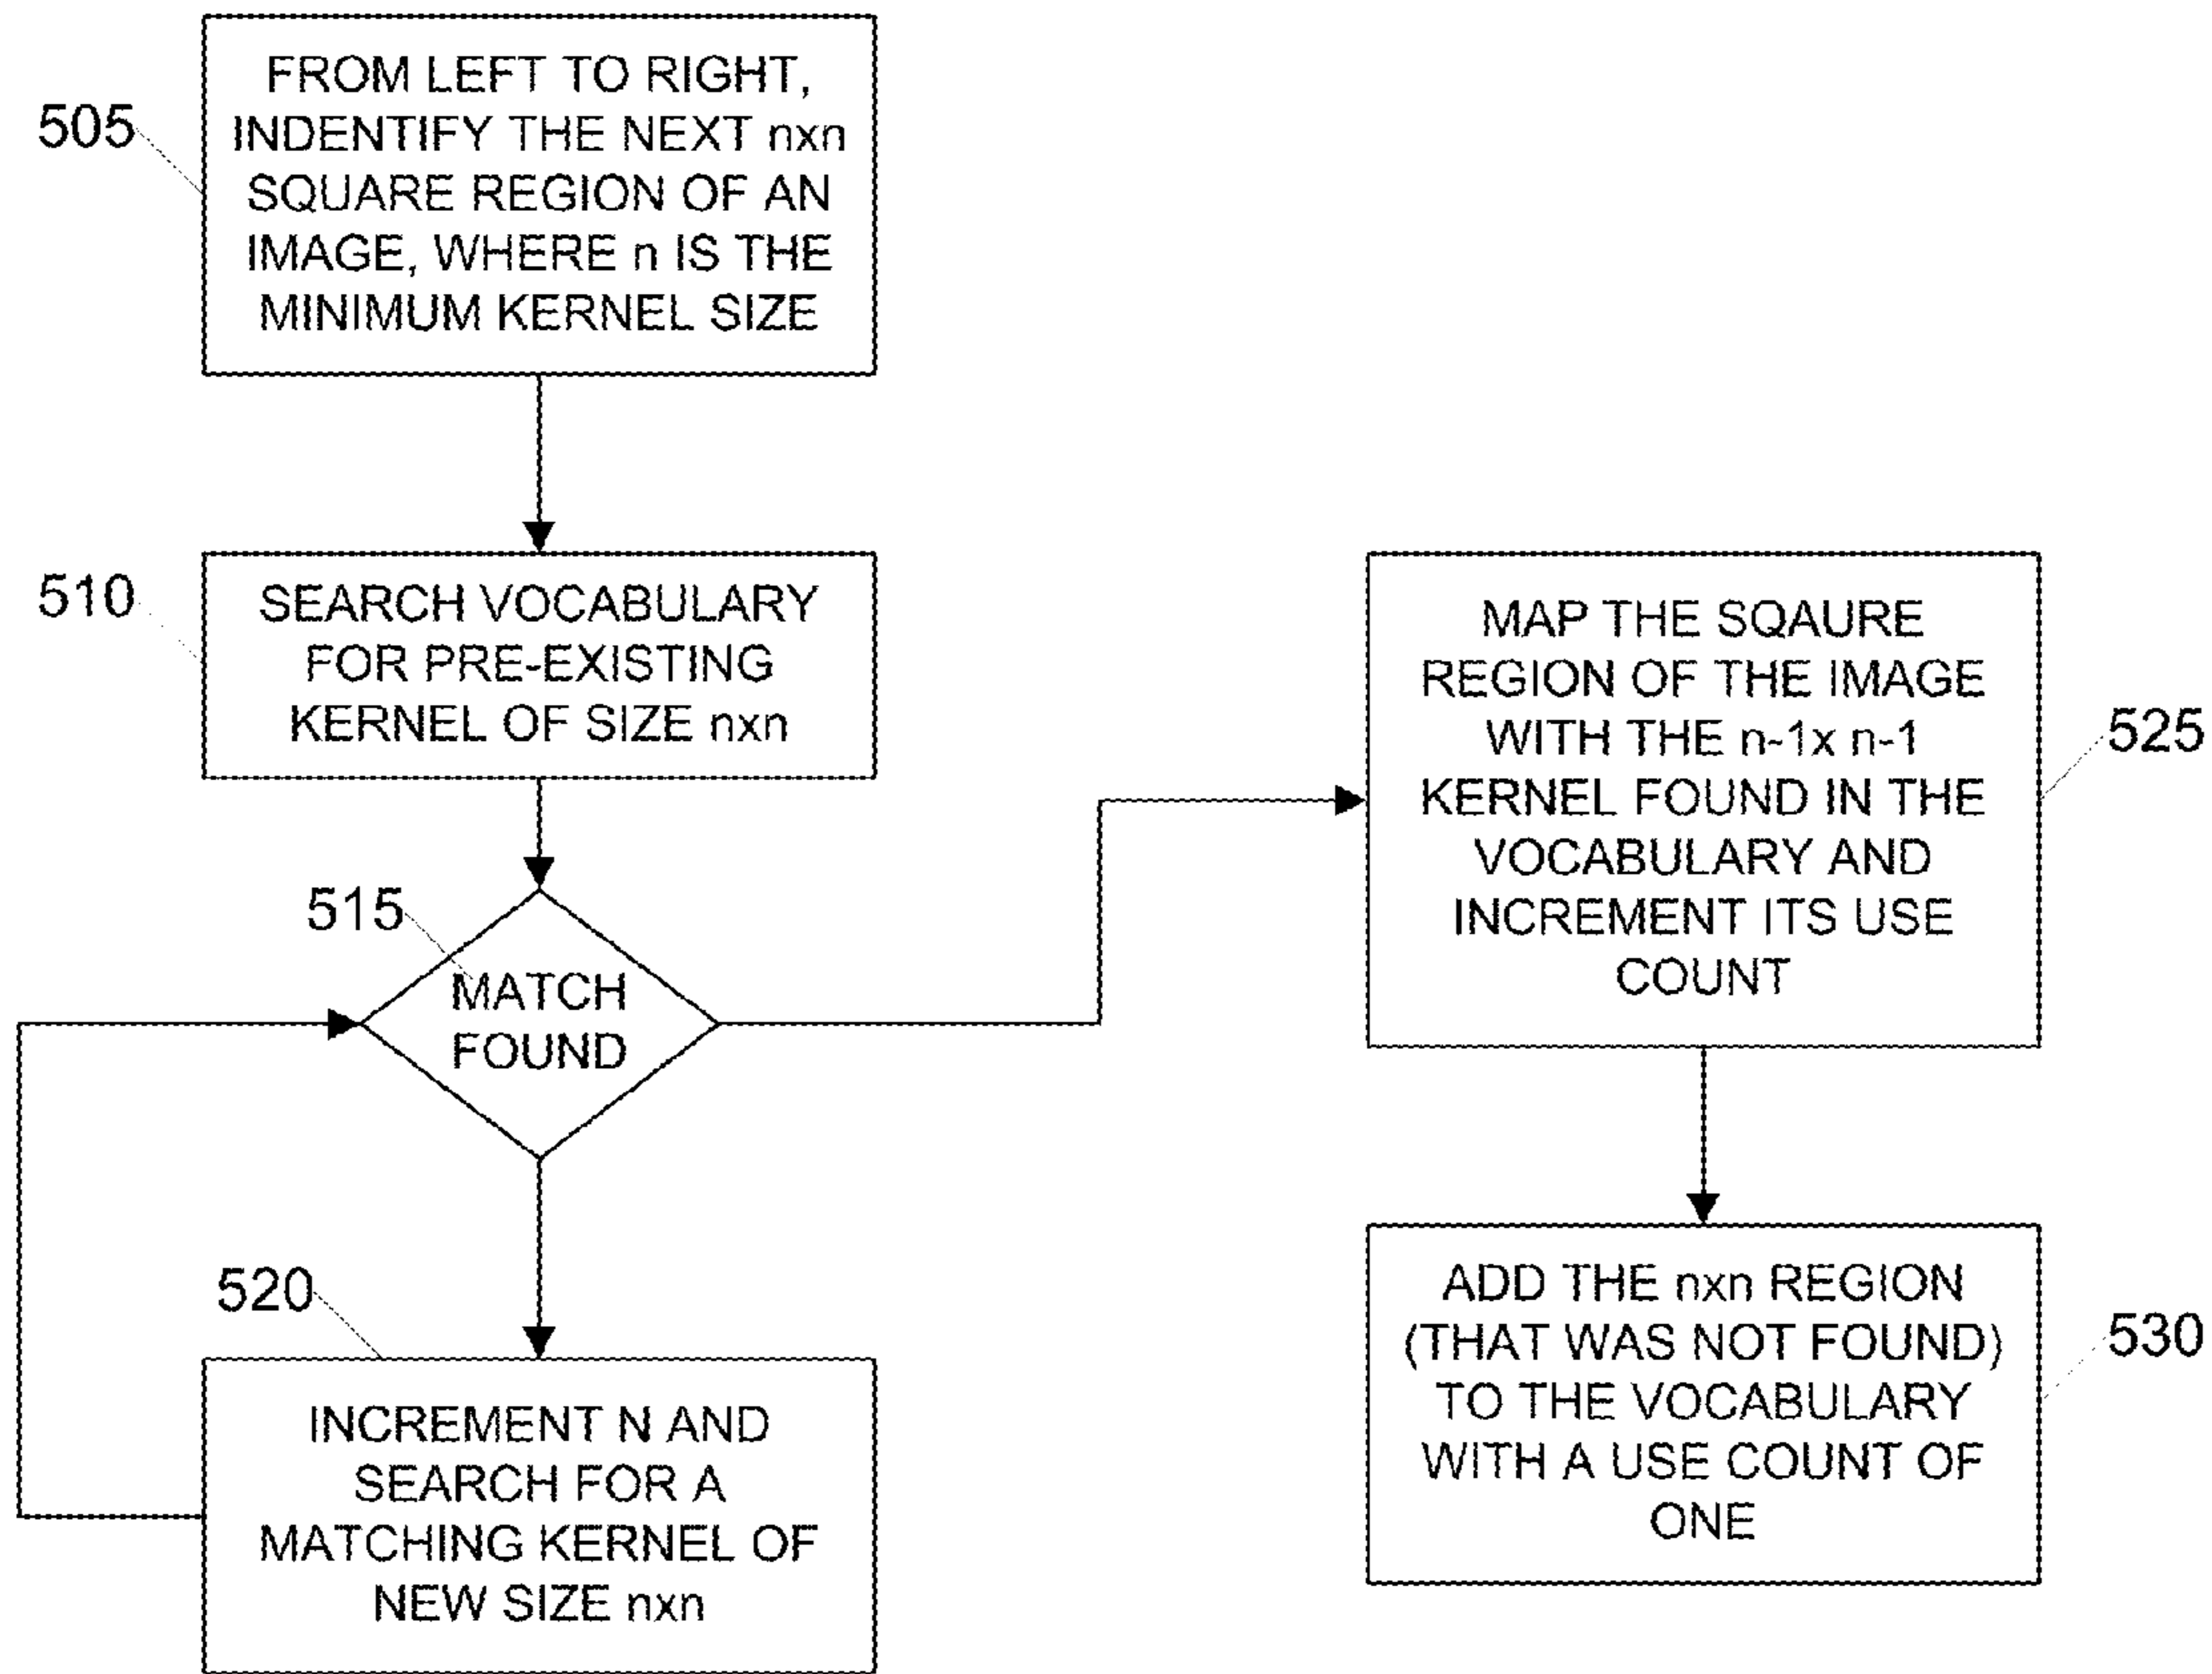 505
FROM LEFT TO RIGHT,
INDENTIFY THE NEXT nxn
SQUARE REGION OF AN
IMAGE, WHERE n IS THE
MINIMUM KERNEL SIZE
510
SEARCH VOCABULARY
FOR PRE-EXISTING
KERNEL OF SIZE nxn
515
MATCH
FOUND
520
INCREMENT N AND
SEARCH FOR A
MATCHING KERNEL OF
NEW SIZE nxn
MAP THE SQAURE
REGION OF THE IMAGE
WITH THE n-1x n-1
KERNEL FOUND IN THE
VOCABULARY AND
INCREMENT ITS USE
COUNT
525
ADD THE nxn REGION
(THAT WAS NOT FOUND)
TO THE VOCABULARY
WITH A USE COUNT OF
ONE
530